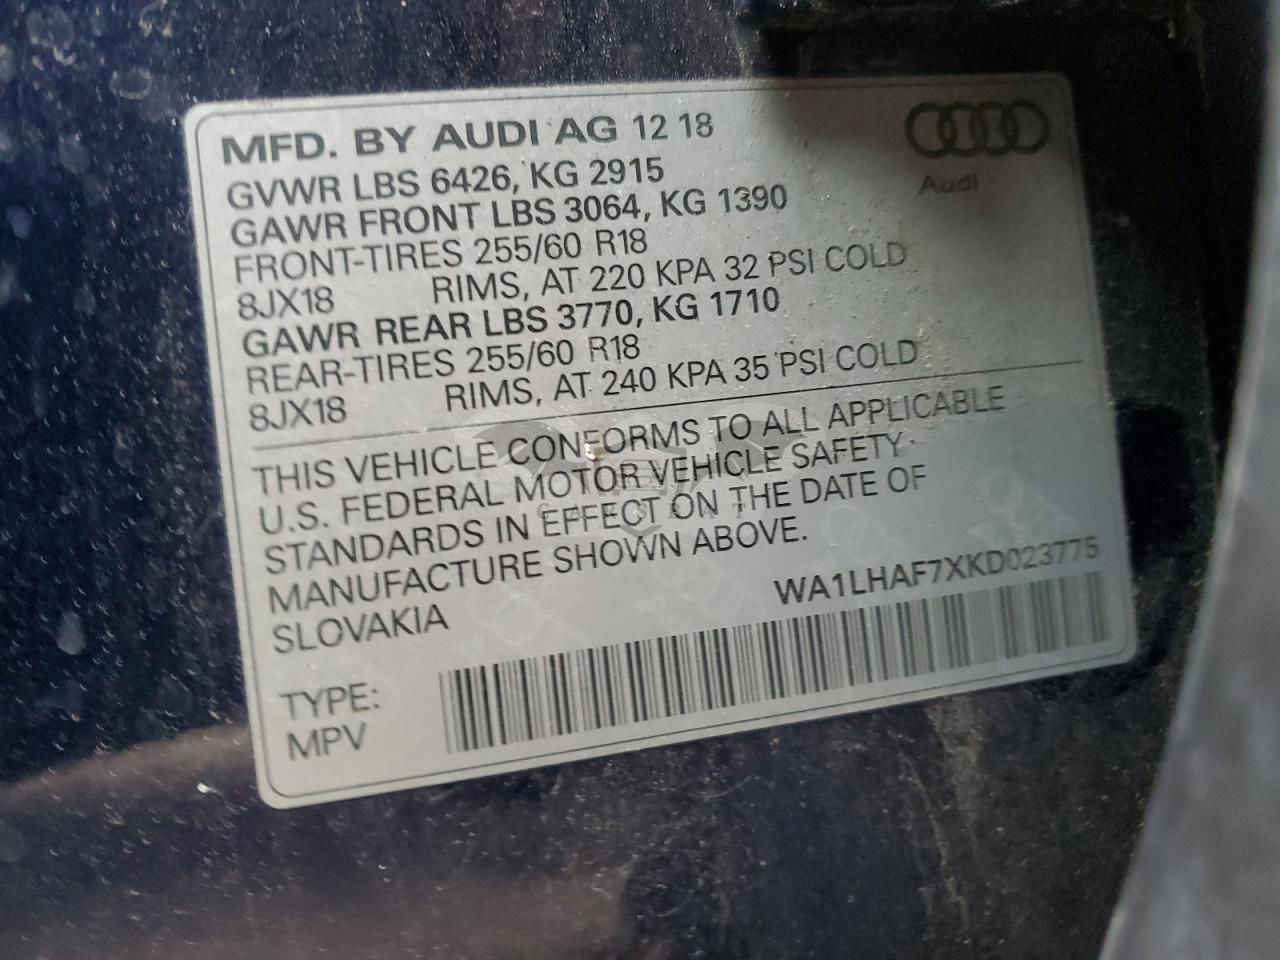 MFD. BY AUDI AG 12 18
Audi
GVWR LBS 6426, KG 2915
GAWR FRONT LBS 3064, KG 1390
FRONT-TIRES 255/60 R18
8JX18 RIMS, AT 220 KPA 32 PSI COLD
GAWR REAR LBS 3770, KG 1710
REAR-TIRES 255/60 R18
8JX18 RIMS, AT 240 KPA 35 PSI COLD
THIS VEHICLE CONFORMS TO ALL APPLICABLE
U.S. FEDERAL MOTOR VEHICLE SAFETY
STANDARDS IN EFFECT ON THE DATE OF
MANUFACTURE SHOWN ABOVE.
SLOVAKIA
WA1LHAF7XKD023775
TYPE:
MPV